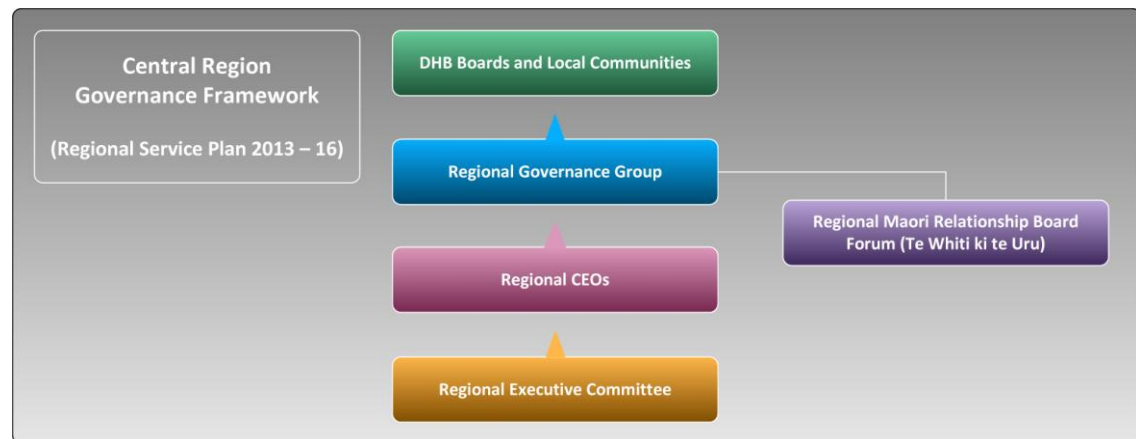 Central Region
Governance Framework
(Regional Service Plan 2013 – 16)
DHB Boards and Local Communities
Regional Governance Group
Regional Maori Relationship Board
Forum (Te Whiti ki te Uru)
Regional CEOs
Regional Executive Committee